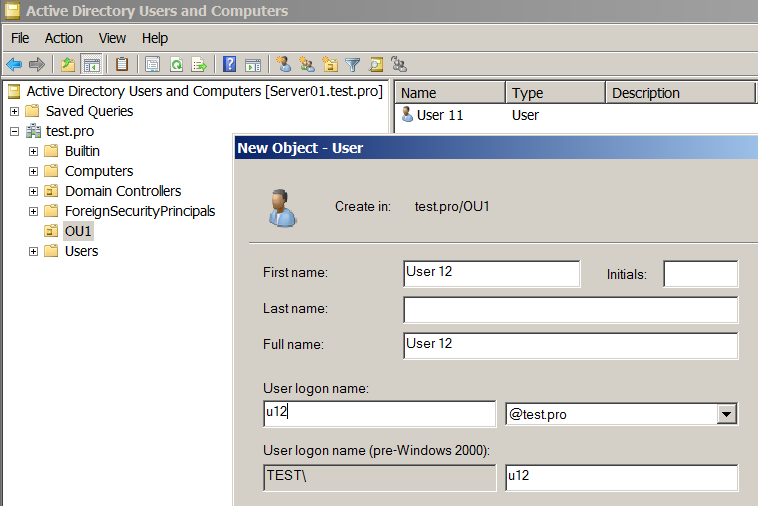 Active Directory Users and Computers
File Action View Help
Active Directory Users and Computers [Server01.test.pro]
Saved Queries
test.pro
Builtin
Computers
Domain Controllers
ForeignSecurityPrincipals
OU1
Users
Name Type Description
User 11 User
New Object - User
Create in: test.pro/OU1
First name: User 12 Initials:
Last name:
Full name: User 12
User logon name:
u12 @test.pro
User logon name (pre-Windows 2000):
TEST\ u12